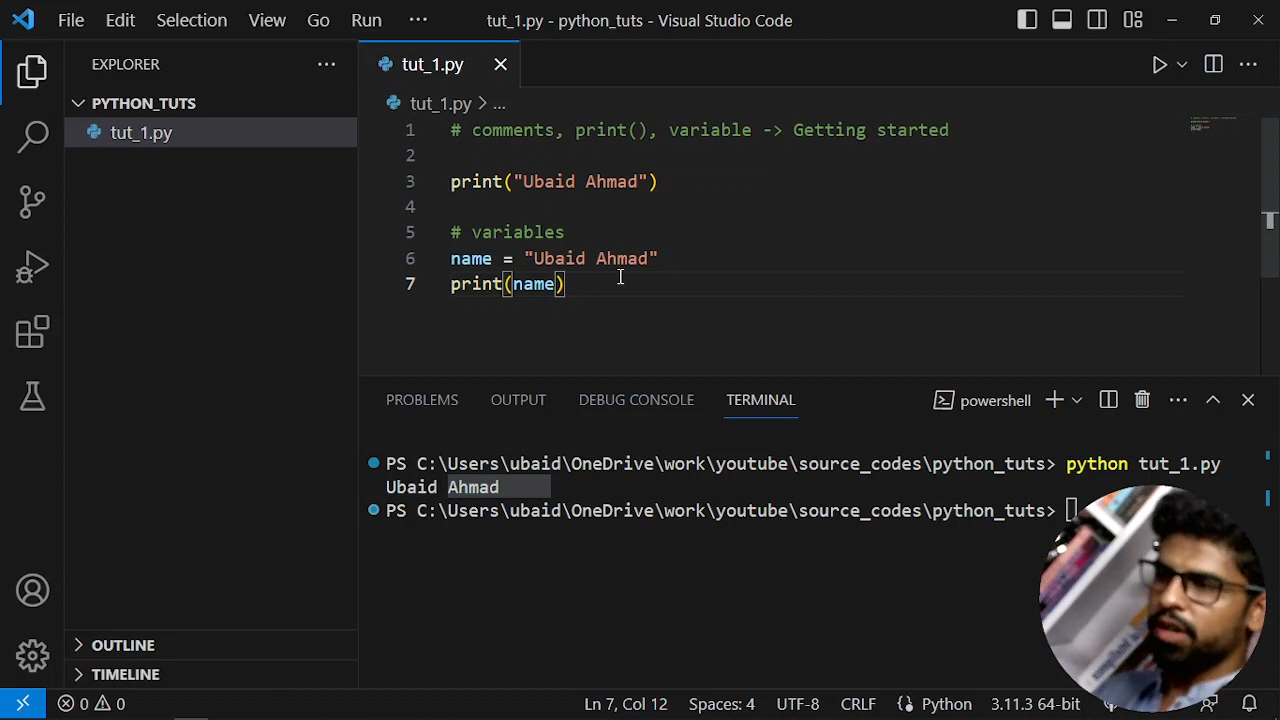 File Edit Selection View Go Run ··· tut_1.py - python_tuts - Visual Studio Code
EXPLORER ···
PYTHON_TUTS
tut_1.py
OUTLINE
TIMELINE
tut_1.py
tut_1.py > ...
1 # comments, print(), variable -> Getting started
2
3 print("Ubaid Ahmad")
4
5 # variables
6 name = "Ubaid Ahmad"
7 print(name)
PROBLEMS OUTPUT DEBUG CONSOLE TERMINAL powershell
PS C:\Users\ubaid\OneDrive\work\youtube\source_codes\python_tuts> python tut_1.py
Ubaid Ahmad
PS C:\Users\ubaid\OneDrive\work\youtube\source_codes\python_tuts>
0 0 Ln 7, Col 12 Spaces: 4 UTF-8 CRLF Python 3.11.3 64-bit